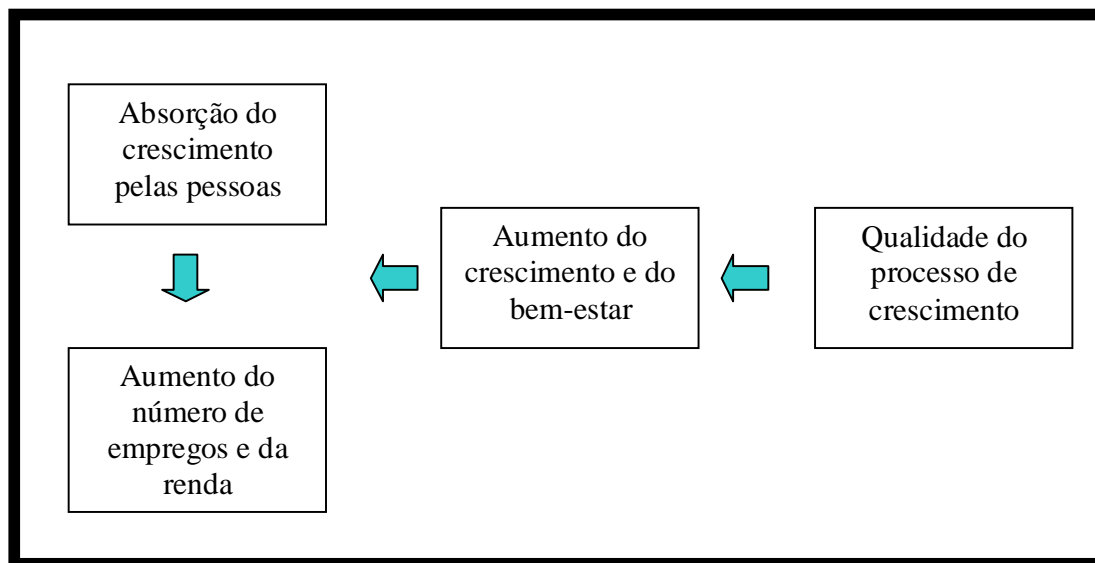 Absorção do
crescimento
pelas pessoas
Aumento do
crescimento e do
bem-estar
Qualidade do
processo de
crescimento
Aumento do
número de
empregos e da
renda